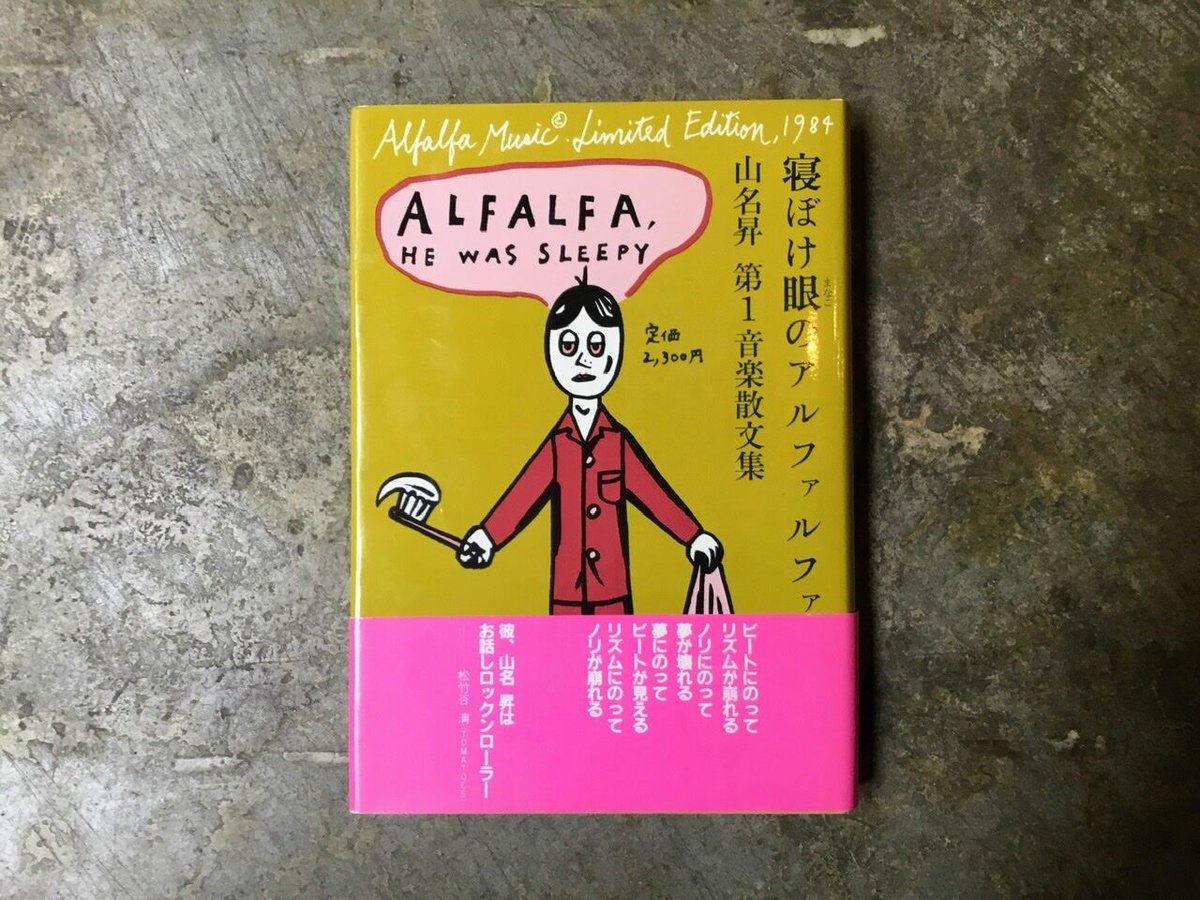 Alfalfa Music©. Limited Edition, 1984
ALFALFA,
HE WAS SLEEPY
寝ぼけ眼のアルファルファ
まなこ
山名昇 第1音楽散文集
定価
2,300円
ビートにのって
リズムが崩れる
ノリにのって
夢が壊れる
夢にのって
ビートが見える
リズムにのって
ノリが崩れる
彼、山名 昇は
お話しロックンローラー
松竹谷 清(TOMATOES)